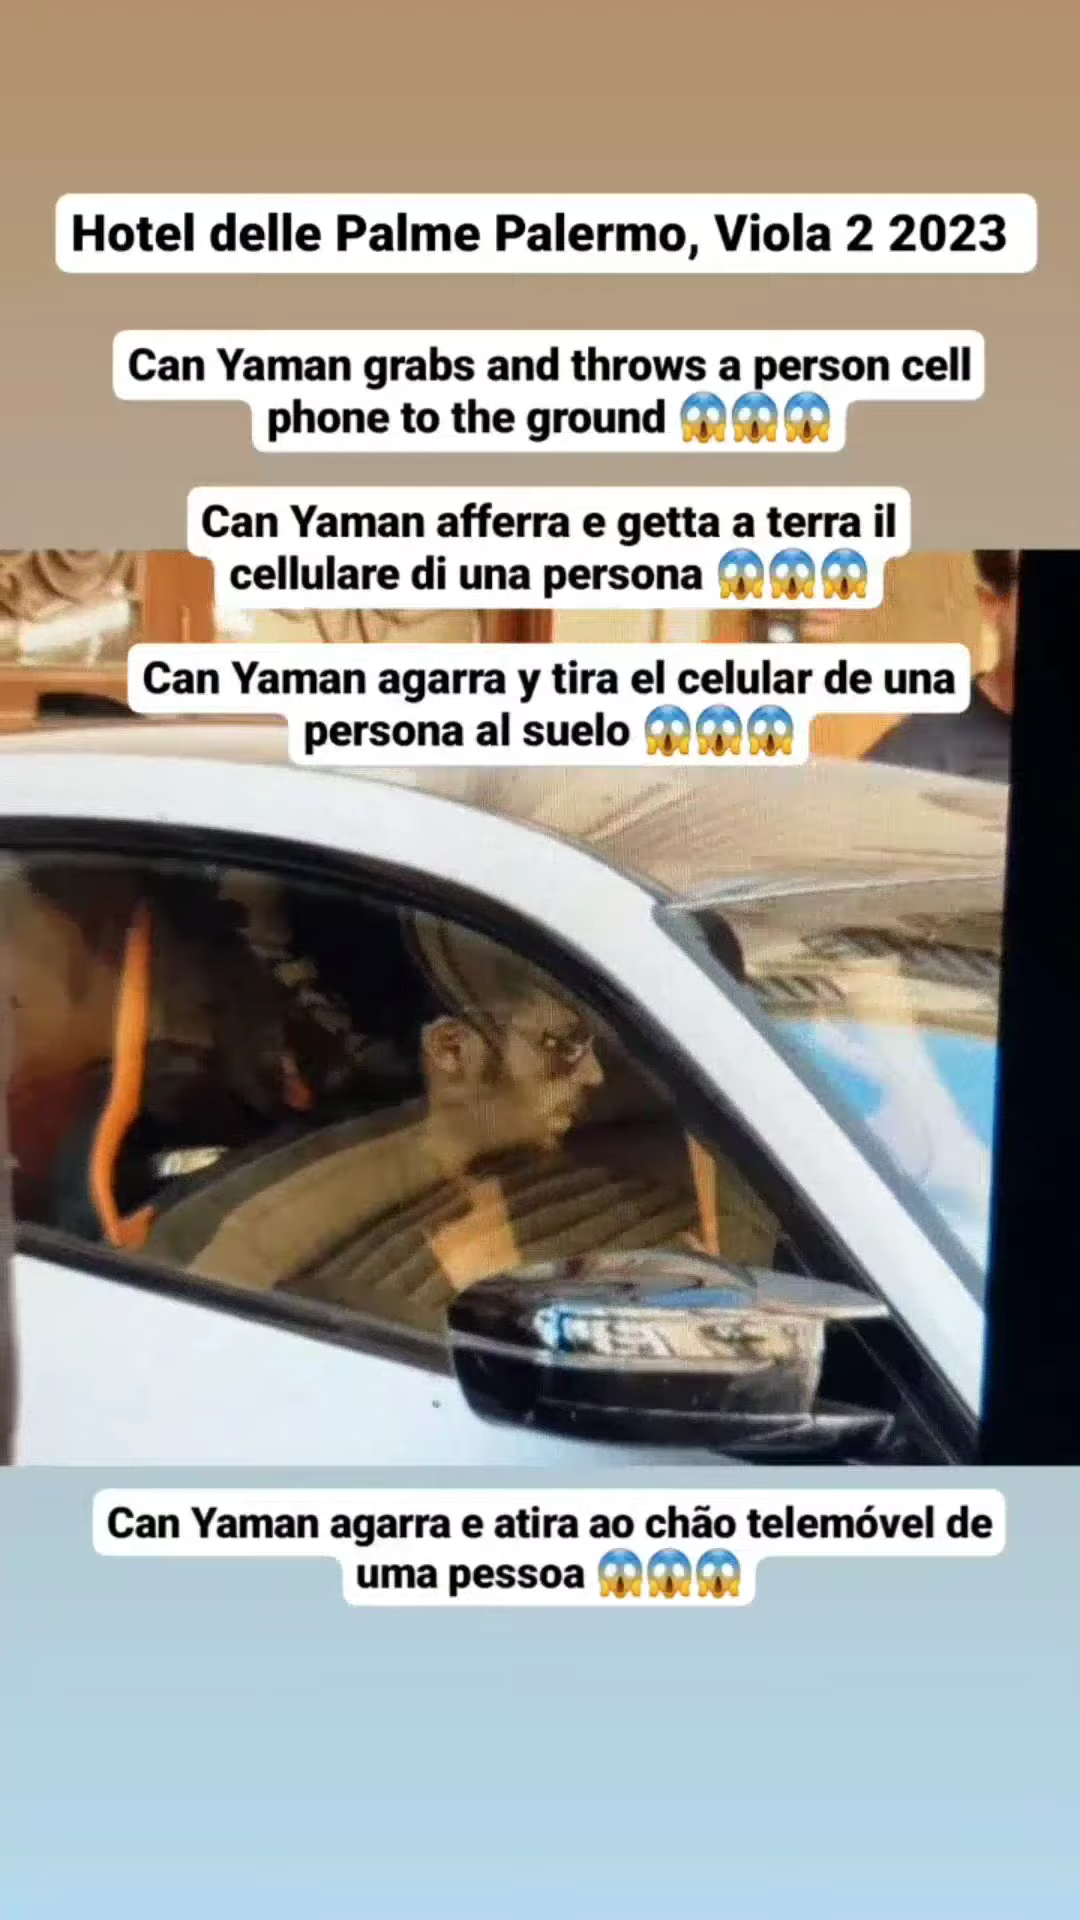 Hotel delle Palme Palermo, Viola 2 2023
Can Yaman grabs and throws a person cell
phone to the ground 😱😱😱
Can Yaman afferra e getta a terra il
cellulare di una persona 😱😱😱
Can Yaman agarra y tira el celular de una
persona al suelo 😱😱😱
Can Yaman agarra e atira ao chão telemóvel de
uma pessoa 😱😱😱